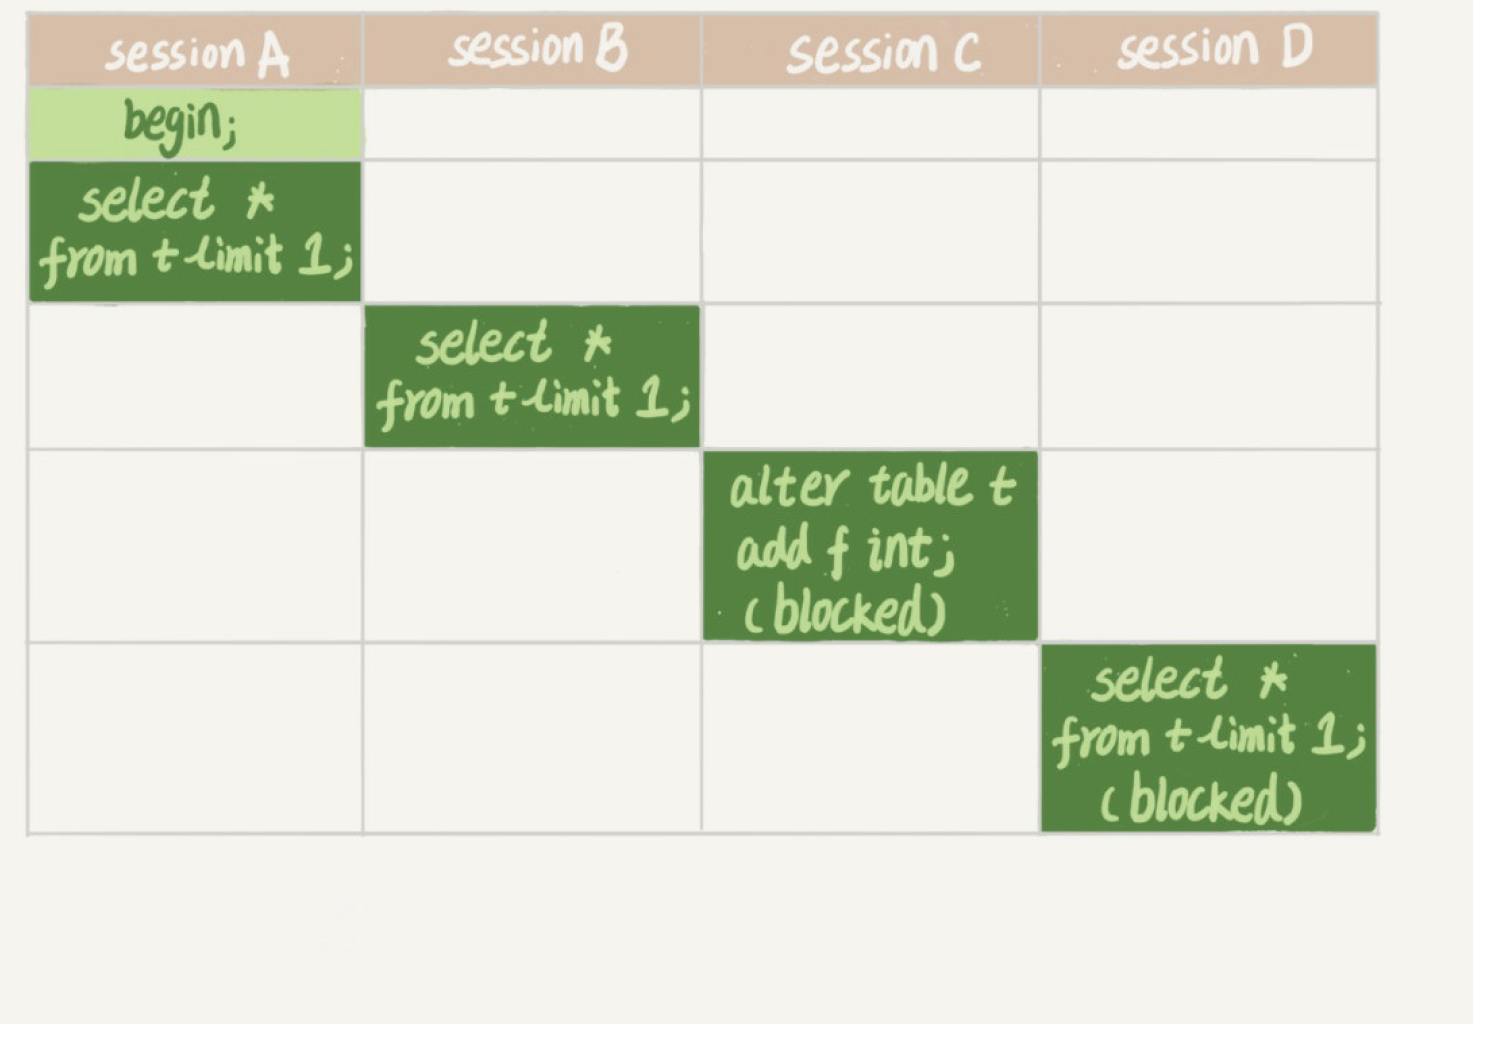 session A
session B
session C
session D
begin;
select *
from t limit 1;
select *
from t limit 1;
alter table t
add f int;
(blocked)
select *
from t limit 1;
(blocked)